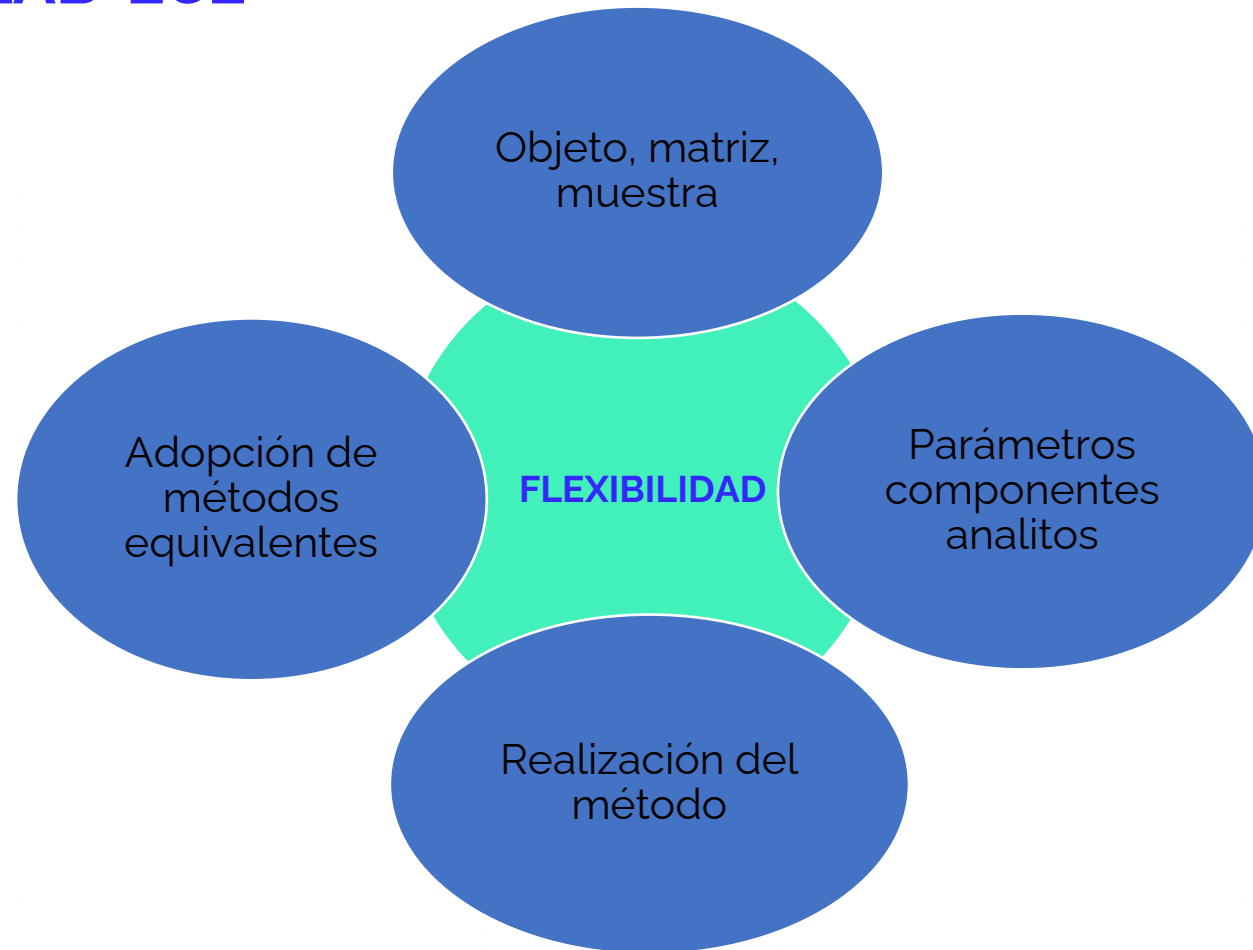 Objeto, matriz,
muestra
Adopción de
métodos
equivalentes
FLEXIBILIDAD
Parámetros
componentes
analitos
Realización del
método